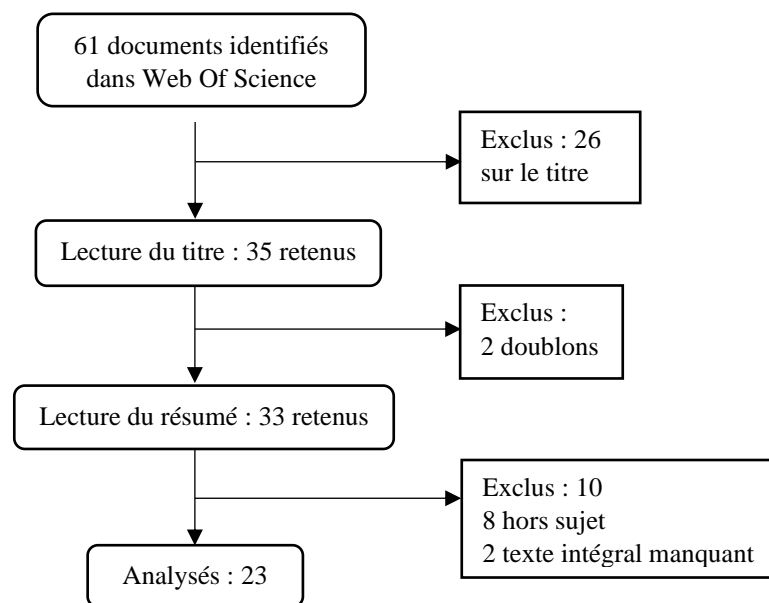 61 documents identifiés
dans Web Of Science
Exclus : 26
sur le titre
Lecture du titre : 35 retenus
Exclus :
2 doublons
Lecture du résumé : 33 retenus
Exclus : 10
8 hors sujet
2 texte intégral manquant
Analysés : 23